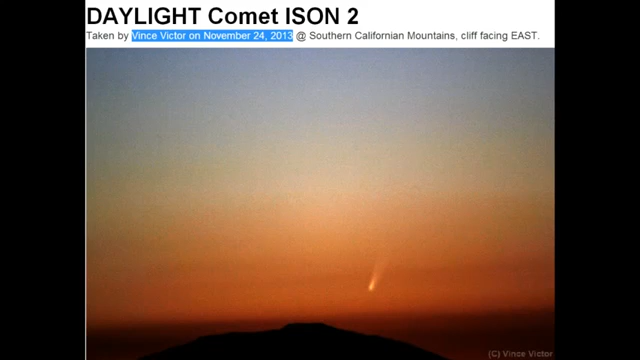 DAYLIGHT Comet ISON 2
Taken by Vince Victor on November 24, 2013 @ Southern Californian Mountains, cliff facing EAST.
(C) Vince Victor